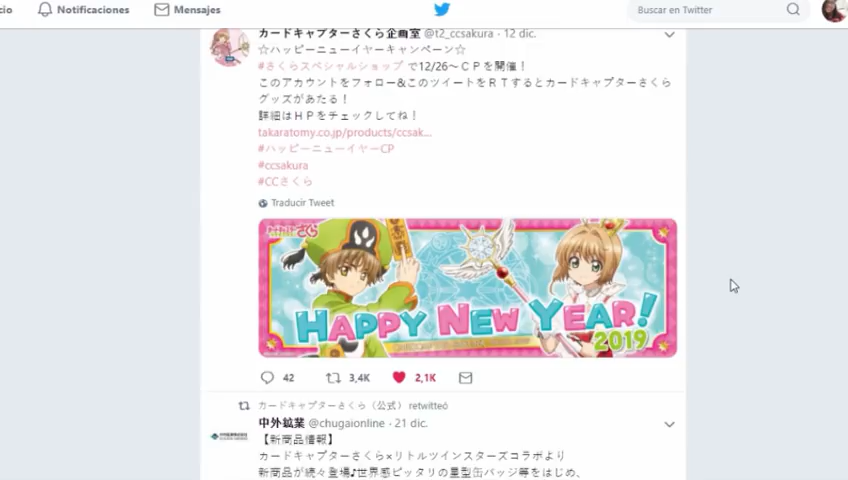 cio
Notificaciones
Mensajes
Buscar en Twitter
カードキャプターさくら企画室 @t2_ccsakura · 12 dic.
☆ハッピーニューイヤーキャンペーン☆
#さくらスペシャルショップ で12/26～ＣＰを開催！
このアカウントをフォロー&このツイートをＲＴするとカードキャプターさくら
グッズがあたる！
詳細はＨＰをチェックしてね！
takaratomy.co.jp/products/ccsak...
#ハッピーニューイヤーCP
#ccsakura
#CCさくら
Traducir Tweet
さくら
HAPPY NEW YEAR!
2019
42
3,4K
2,1K
カードキャプターさくら（公式） retwitteó
中外鉱業 @chugaionline · 21 dic.
【新商品情報】
カードキャプターさくら×リトルツインスターズコラボより
新商品が続々登場♪世界感ピッタリの星型缶バッジ等をはじめ、